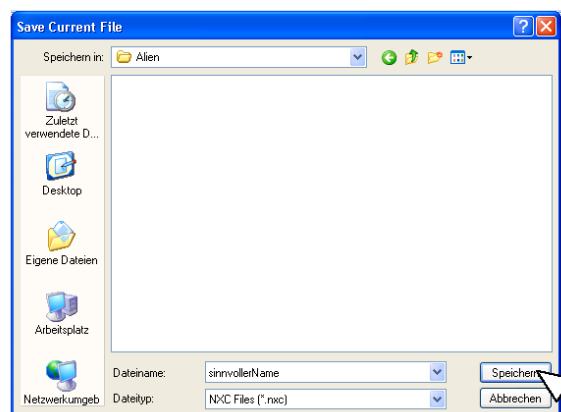 Save Current File
Speichern in:
Alien
Zuletzt
verwendete D...
Desktop
Eigene Dateien
Arbeitsplatz
Netzwerkumgeb
Dateiname:
sinnvollerName
Speichern
Dateityp:
NXC Files (*.nxc)
Abbrechen